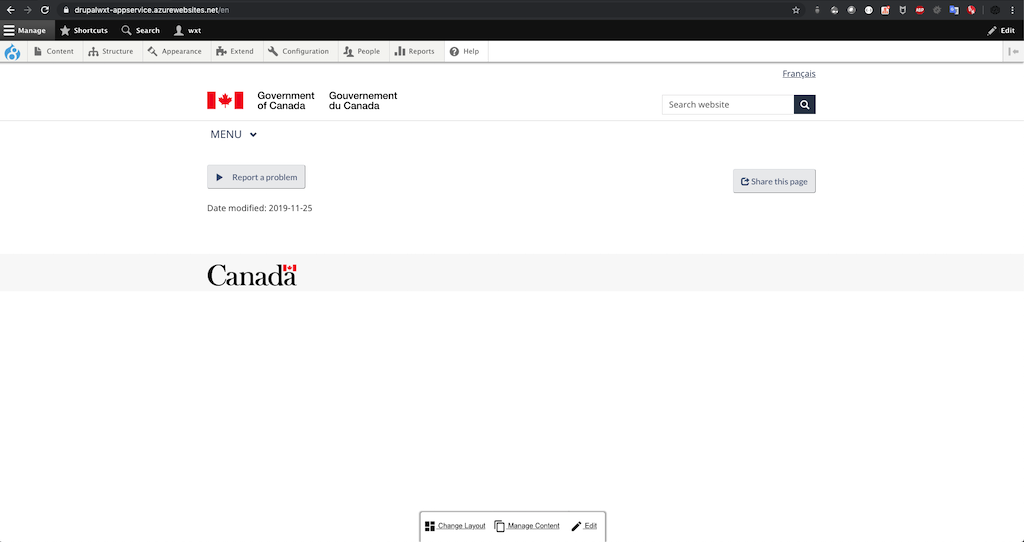 drupalwxt-appservice.azurewebsites.net/en
Manage Shortcuts Search wxt Edit
Content Structure Appearance Extend Configuration People Reports Help
Français
Government Gouvernement
of Canada du Canada
Search website
MENU
Report a problem
Share this page
Date modified: 2019-11-25
Canada
Change Layout Manage Content Edit